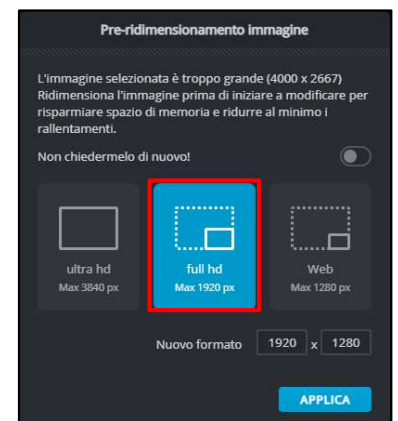 Pre-ridimensionamento immagine
L'immagine selezionata è troppo grande (4000 x 2667)
Ridimensiona l'immagine prima di iniziare a modificare per
risparmiare spazio di memoria e ridurre al minimo i
rallentamenti.
Non chiedermelo di nuovo!
ultra hd
Max 3840 px
full hd
Max 1920 px
Web
Max 1280 px
Nuovo formato 1920 x 1280
APPLICA